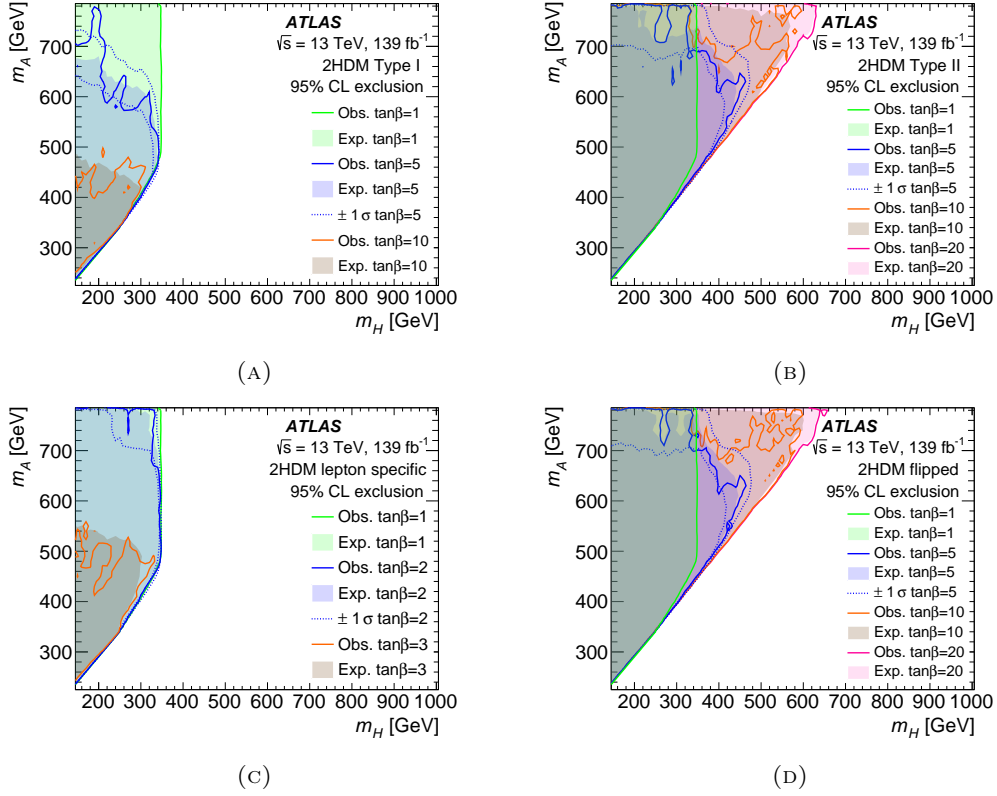 ATLAS
√s = 13 TeV, 139 fb⁻¹
2HDM Type I
95% CL exclusion
Obs. tanβ=1
Exp. tanβ=1
Obs. tanβ=5
Exp. tanβ=5
± 1 σ tanβ=5
Obs. tanβ=10
Exp. tanβ=10
m_A [GeV]
700
600
500
400
300
200 300 400 500 600 700 800 900 1000
m_H [GeV]
(A)
ATLAS
√s = 13 TeV, 139 fb⁻¹
2HDM Type II
95% CL exclusion
Obs. tanβ=1
Exp. tanβ=1
Obs. tanβ=5
Exp. tanβ=5
± 1 σ tanβ=5
Obs. tanβ=10
Exp. tanβ=10
Obs. tanβ=20
Exp. tanβ=20
m_A [GeV]
700
600
500
400
300
200 300 400 500 600 700 800 900 1000
m_H [GeV]
(B)
ATLAS
√s = 13 TeV, 139 fb⁻¹
2HDM lepton specific
95% CL exclusion
Obs. tanβ=1
Exp. tanβ=1
Obs. tanβ=2
Exp. tanβ=2
± 1 σ tanβ=2
Obs. tanβ=3
Exp. tanβ=3
m_A [GeV]
700
600
500
400
300
200 300 400 500 600 700 800 900 1000
m_H [GeV]
(C)
ATLAS
√s = 13 TeV, 139 fb⁻¹
2HDM flipped
95% CL exclusion
Obs. tanβ=1
Exp. tanβ=1
Obs. tanβ=5
Exp. tanβ=5
± 1 σ tanβ=5
Obs. tanβ=10
Exp. tanβ=10
Obs. tanβ=20
Exp. tanβ=20
m_A [GeV]
700
600
500
400
300
200 300 400 500 600 700 800 900 1000
m_H [GeV]
(D)